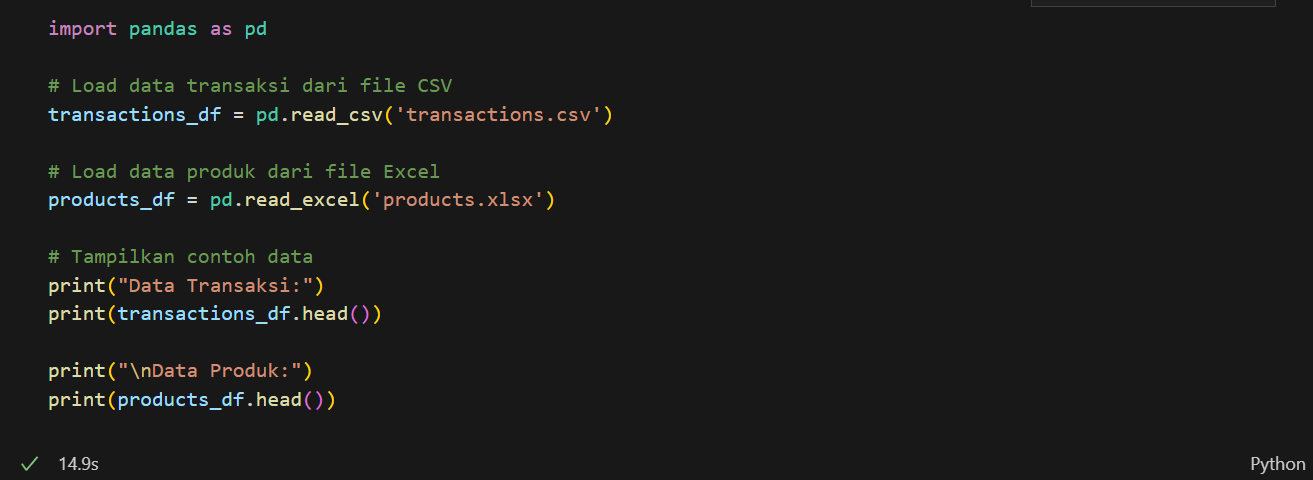 import pandas as pd
# Load data transaksi dari file CSV
transactions_df = pd.read_csv('transactions.csv')
# Load data produk dari file Excel
products_df = pd.read_excel('products.xlsx')
# Tampilkan contoh data
print("Data Transaksi:")
print(transactions_df.head())
print("\nData Produk:")
print(products_df.head())
14.9s
Python